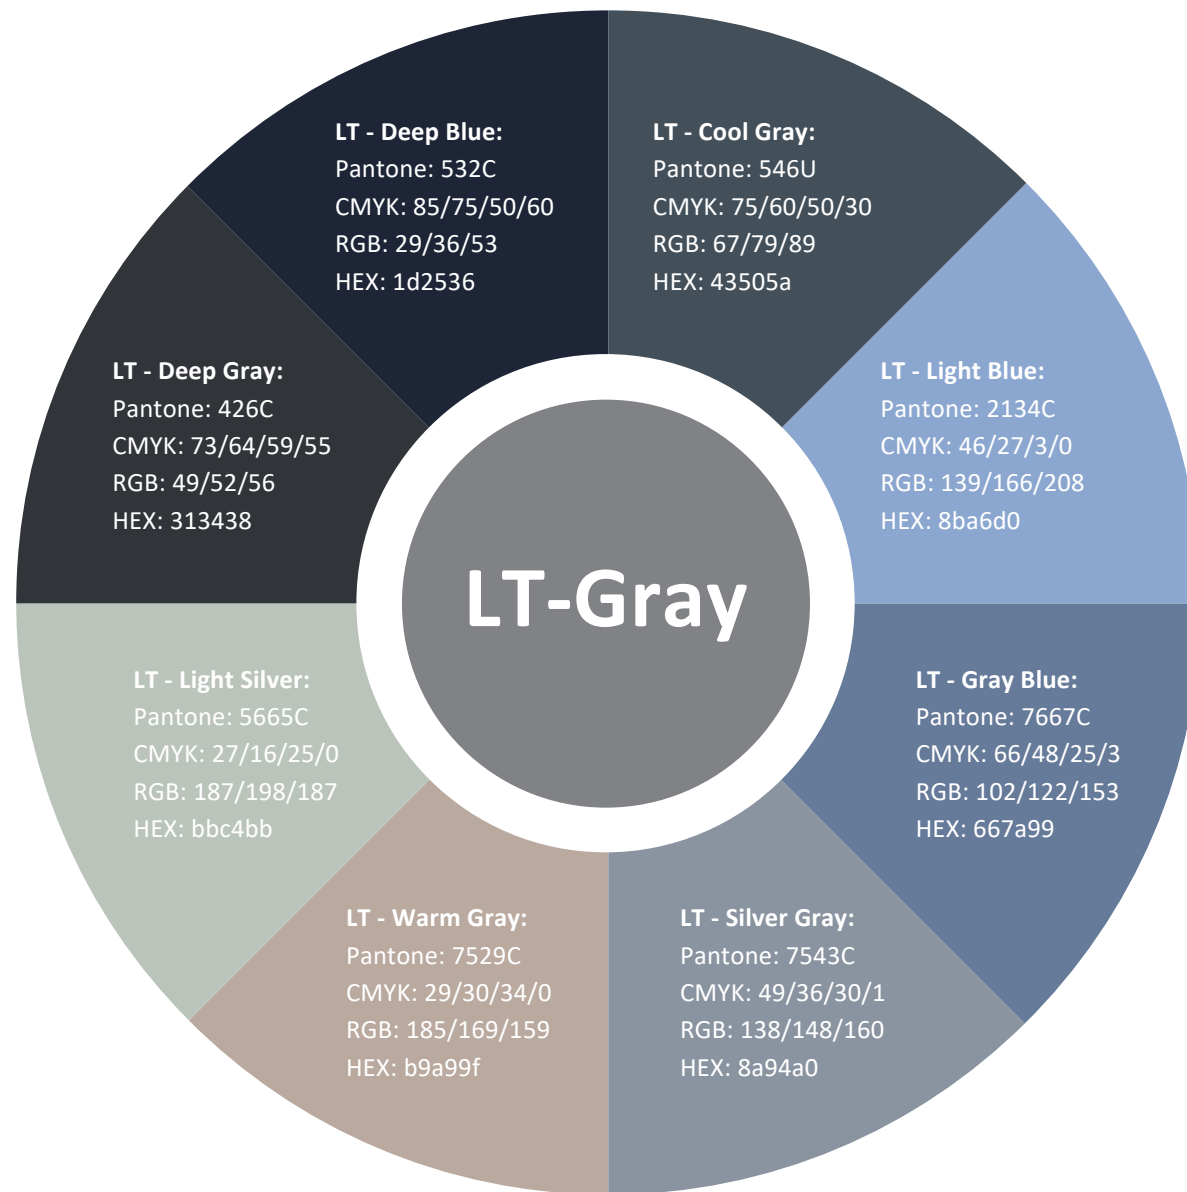 LT - Deep Blue:
Pantone: 532C
CMYK: 85/75/50/60
RGB: 29/36/53
HEX: 1d2536
LT - Cool Gray:
Pantone: 546U
CMYK: 75/60/50/30
RGB: 67/79/89
HEX: 43505a
LT - Deep Gray:
Pantone: 426C
CMYK: 73/64/59/55
RGB: 49/52/56
HEX: 313438
LT - Light Blue:
Pantone: 2134C
CMYK: 46/27/3/0
RGB: 139/166/208
HEX: 8ba6d0
LT-Gray
LT - Light Silver:
Pantone: 5665C
CMYK: 27/16/25/0
RGB: 187/198/187
HEX: bbc4bb
LT - Gray Blue:
Pantone: 7667C
CMYK: 66/48/25/3
RGB: 102/122/153
HEX: 667a99
LT - Warm Gray:
Pantone: 7529C
CMYK: 29/30/34/0
RGB: 185/169/159
HEX: b9a99f
LT - Silver Gray:
Pantone: 7543C
CMYK: 49/36/30/1
RGB: 138/148/160
HEX: 8a94a0